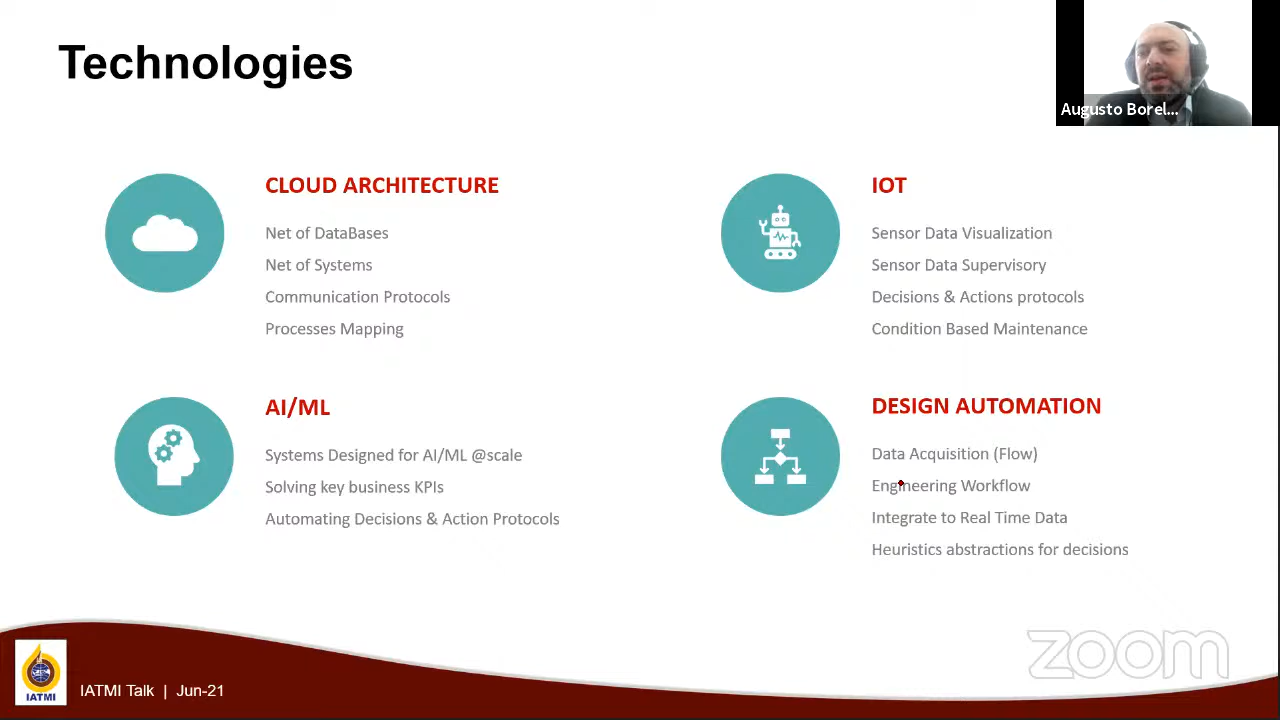 Technologies
Augusto Borel...
CLOUD ARCHITECTURE
Net of DataBases
Net of Systems
Communication Protocols
Processes Mapping
IOT
Sensor Data Visualization
Sensor Data Supervisory
Decisions & Actions protocols
Condition Based Maintenance
AI/ML
Systems Designed for AI/ML @scale
Solving key business KPIs
Automating Decisions & Action Protocols
DESIGN AUTOMATION
Data Acquisition (Flow)
Engineering Workflow
Integrate to Real Time Data
Heuristics abstractions for decisions
IATMI
IATMI Talk | Jun-21
zoom